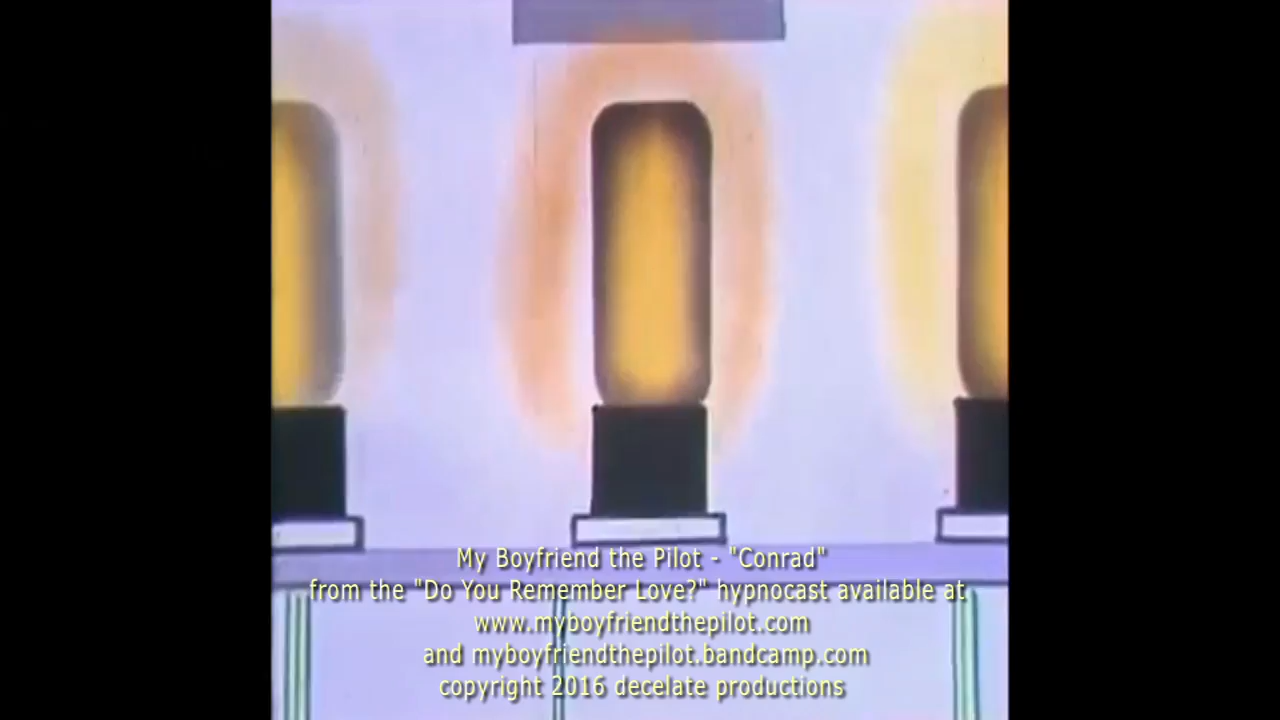 My Boyfriend the Pilot - "Conrad"
from the "Do You Remember Love?" hypnocast available at
www.myboyfriendthepilot.com
and myboyfriendthepilot.bandcamp.com
copyright 2016 decelate productions